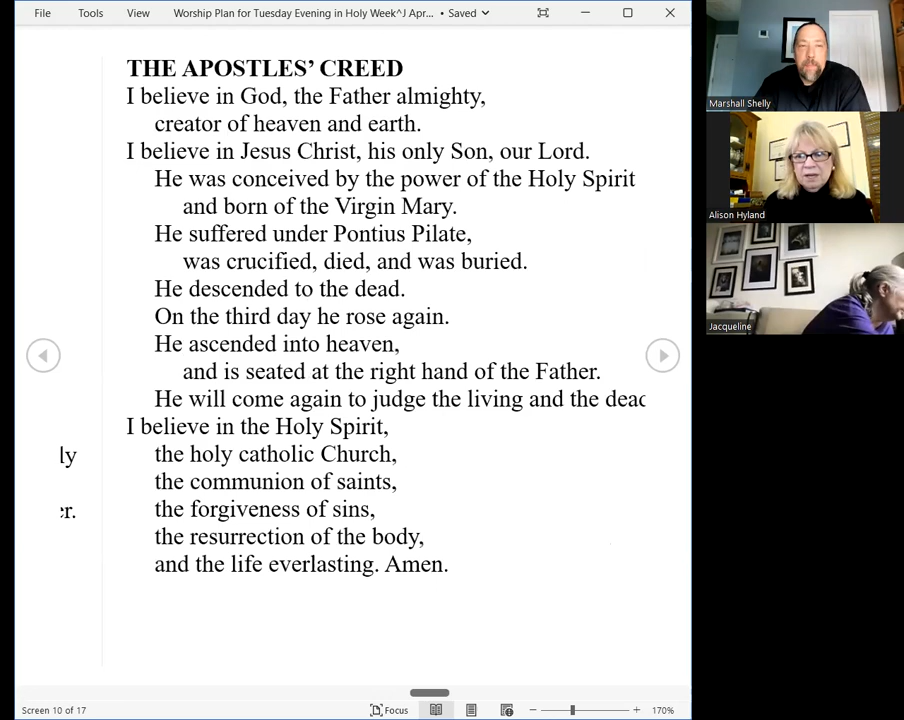 File Tools View Worship Plan for Tuesday Evening in Holy Week^J Apr... • Saved
THE APOSTLES’ CREED
I believe in God, the Father almighty,
creator of heaven and earth.
I believe in Jesus Christ, his only Son, our Lord.
He was conceived by the power of the Holy Spirit
and born of the Virgin Mary.
He suffered under Pontius Pilate,
was crucified, died, and was buried.
He descended to the dead.
On the third day he rose again.
He ascended into heaven,
and is seated at the right hand of the Father.
He will come again to judge the living and the
I believe in the Holy Spirit,
the holy catholic Church,
the communion of saints,
the forgiveness of sins,
the resurrection of the body,
and the life everlasting. Amen.
ly
er.
Screen 10 of 17 Focus 170%
Marshall Shelly
Alison Hyland
Jacqueline